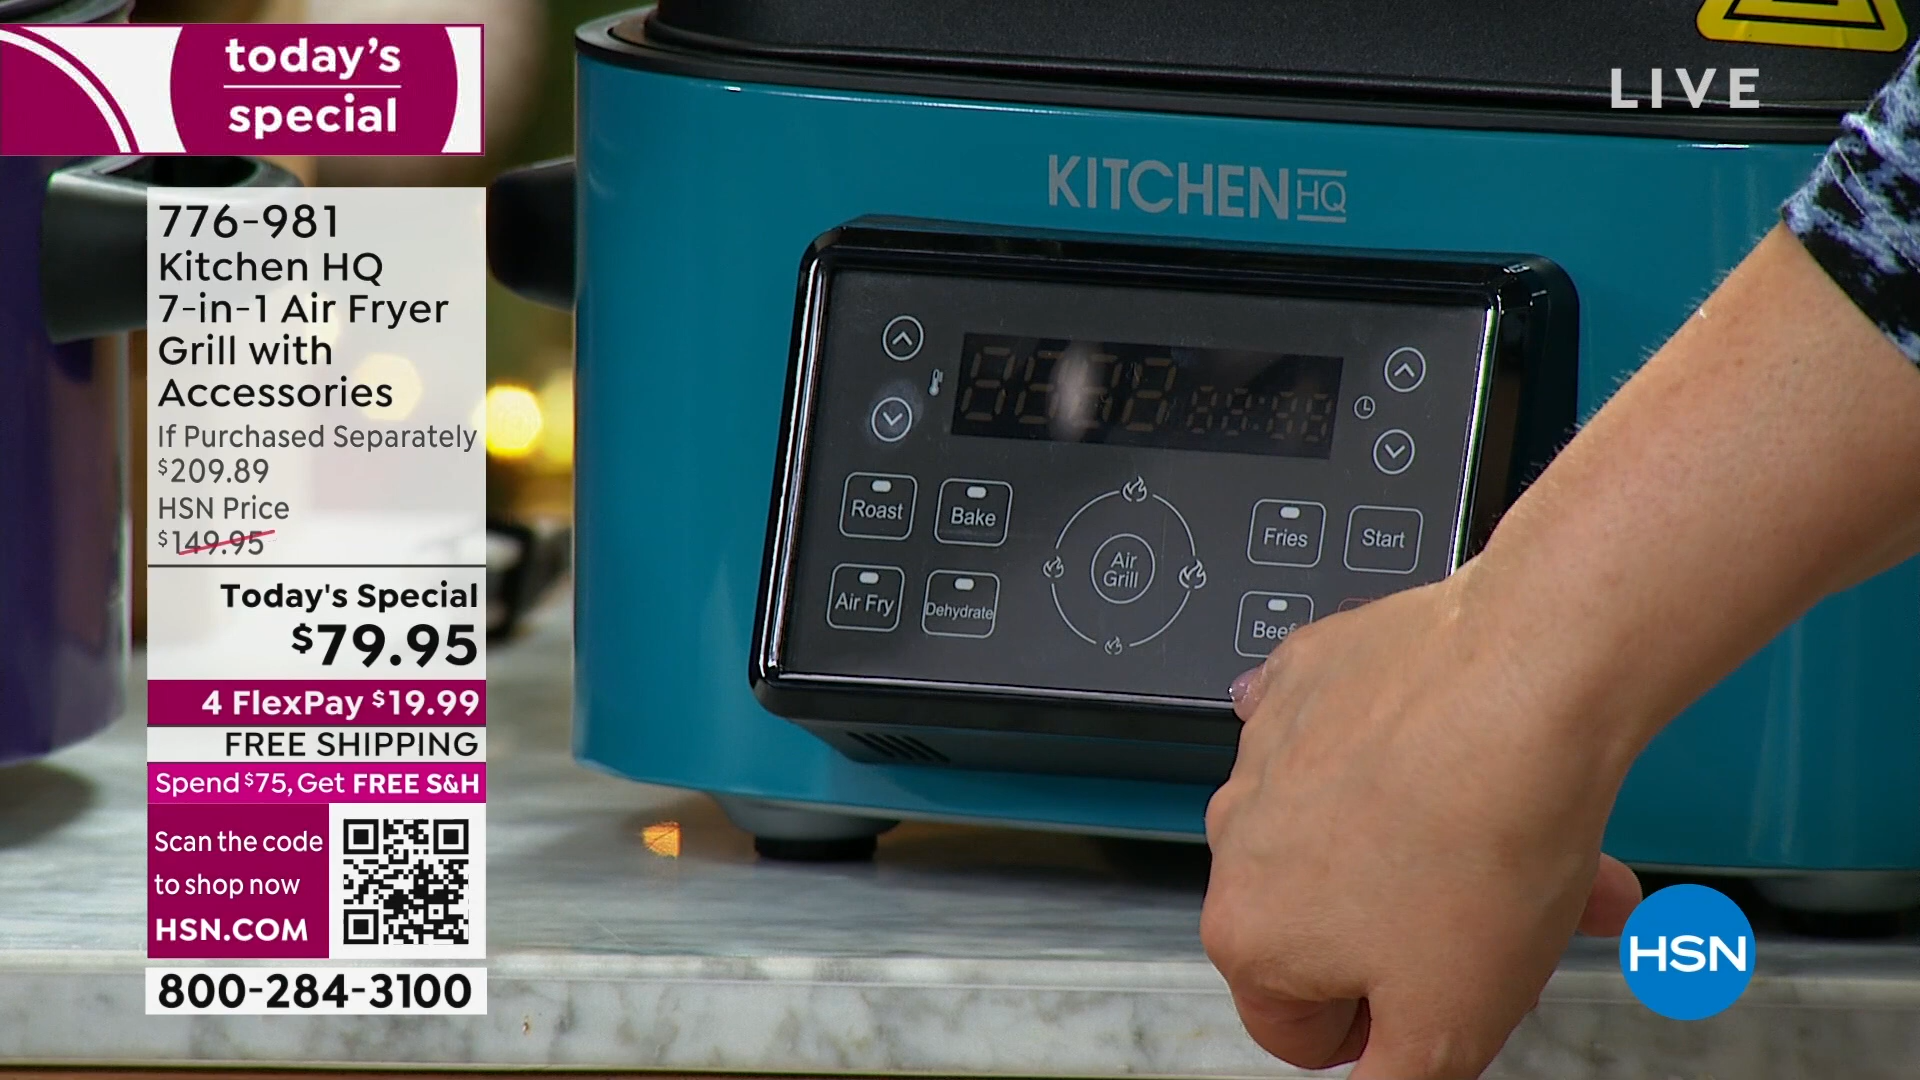 today's
special
LIVE
776-981
Kitchen HQ
7-in-1 Air Fryer
Grill with
Accessories
If Purchased Separately
$209.89
HSN Price
$149.95
Today's Special
$79.95
4 FlexPay $19.99
FREE SHIPPING
Spend $75, Get FREE S&H
Scan the code
to shop now
HSN.COM
800-284-3100
KITCHEN HQ
Roast
Bake
Air
Grill
Fries
Start
Air Fry
Dehydrate
Beef
HSN